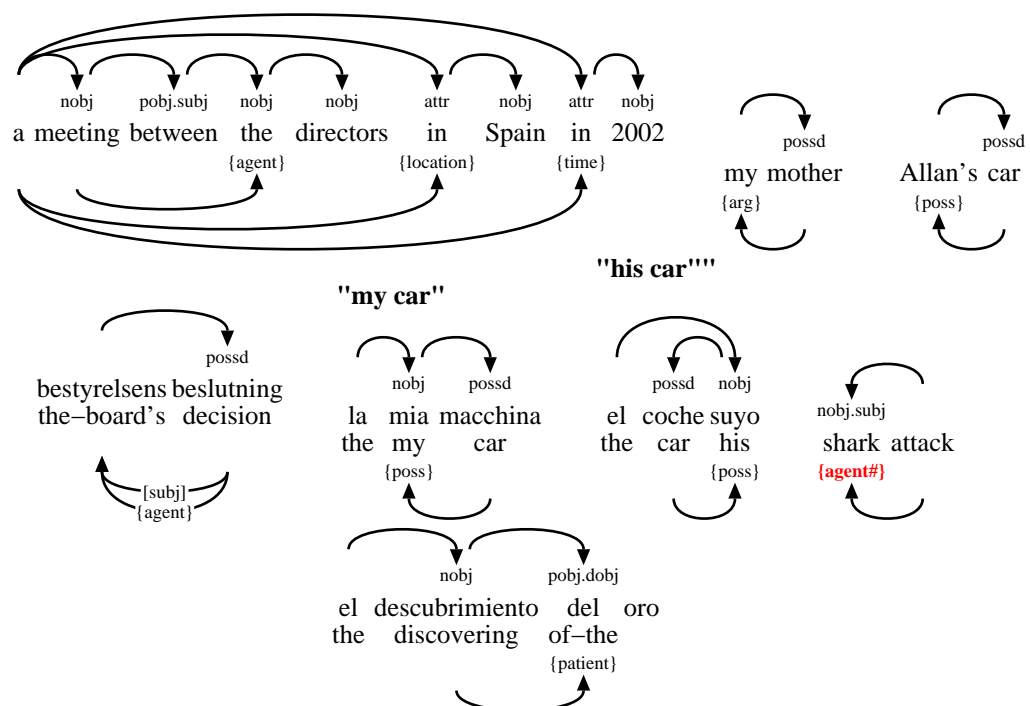 nobj pobj.subj nobj nobj attr nobj attr nobj
a meeting between the directors in Spain in 2002
{agent} {location} {time}
possd
my mother
{arg}
possd
Allan's car
{poss}
possd
bestyrelsens beslutning
the−board's decision
[subj]
{agent}
"my car"
nobj possd
la mia macchina
the my car
{poss}
"his car""
possd nobj
el coche suyo
the car his
{poss}
nobj.subj
shark attack
{agent#}
nobj pobj.dobj
el descubrimiento del oro
the discovering of−the
{patient}